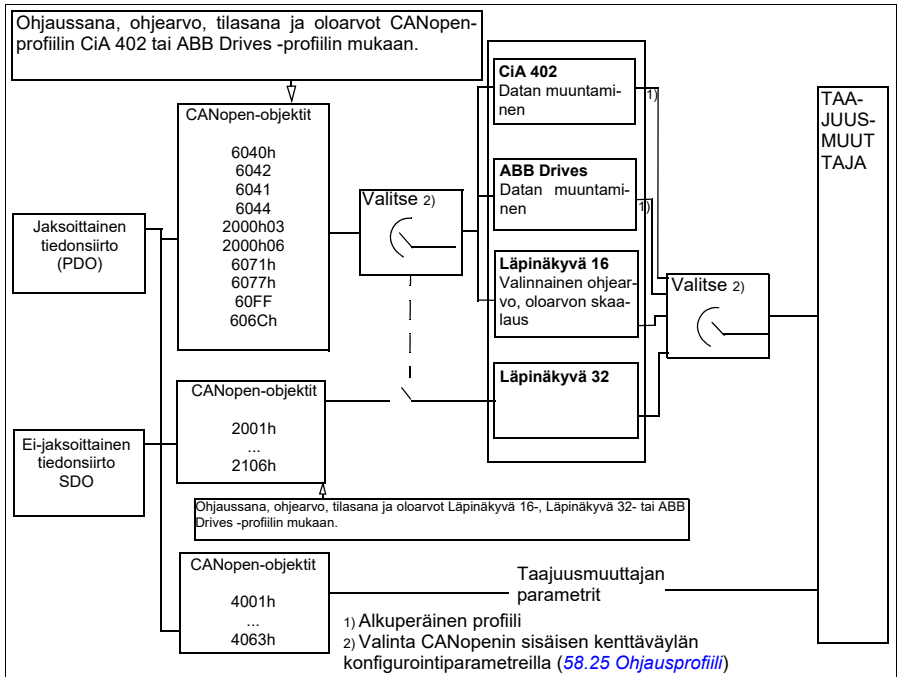 Ohjaussana, ohjearvo, tilasana ja oloarvot CANopen-
profiilin CiA 402 tai ABB Drives -profiilin mukaan.
CANopen-objektit
6040h
6042
6041
6044
2000h03
2000h06
6071h
6077h
60FF
606Ch
Jaksoittainen
tiedonsiirto
(PDO)
Valitse 2)
CiA 402
Datan muuntami-
nen
1)
ABB Drives
Datan muuntami-
nen
1)
Läpinäkyvä 16
Valinnainen ohjear-
vo, oloarvon skaa-
laus
Läpinäkyvä 32
Valitse 2)
TAA-
JUUS-
MUUT
TAJA
Ei-jaksoittainen
tiedonsiirto
SDO
CANopen-objektit
2001h
...
2106h
Ohjaussana, ohjearvo, tilasana ja oloarvot Läpinäkyvä 16-, Läpinäkyvä 32- tai ABB
Drives -profiilin mukaan.
CANopen-objektit
4001h
...
4063h
Taajuusmuuttajan
parametrit
1) Alkuperäinen profiili
2) Valinta CANopenin sisäisen kenttäväylän
konfigurointiparametreilla (58.25 Ohjausprofiili)